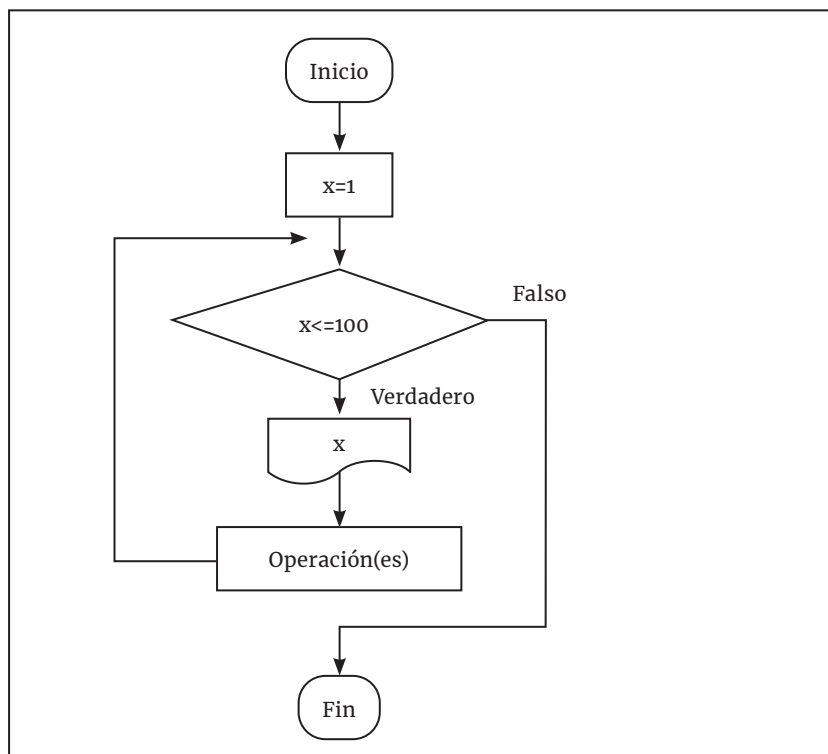 Inicio
x=1
Falso
x<=100
Verdadero
x
Operación(es)
Fin